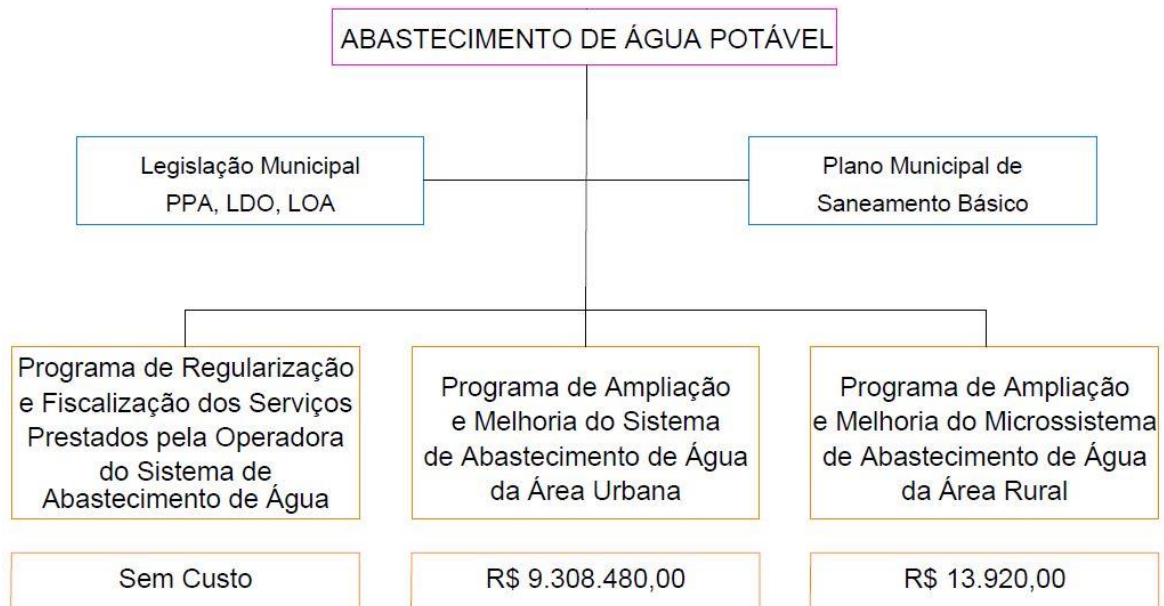 ABASTECIMENTO DE ÁGUA POTÁVEL
Legislação Municipal
PPA, LDO, LOA
Plano Municipal de
Saneamento Básico
Programa de Regularização
e Fiscalização dos Serviços
Prestados pela Operadora
do Sistema de
Abastecimento de Água
Programa de Ampliação
e Melhoria do Sistema
de Abastecimento de Água
da Área Urbana
Programa de Ampliação
e Melhoria do Microssistema
de Abastecimento de Água
da Área Rural
Sem Custo
R$ 9.308.480,00
R$ 13.920,00